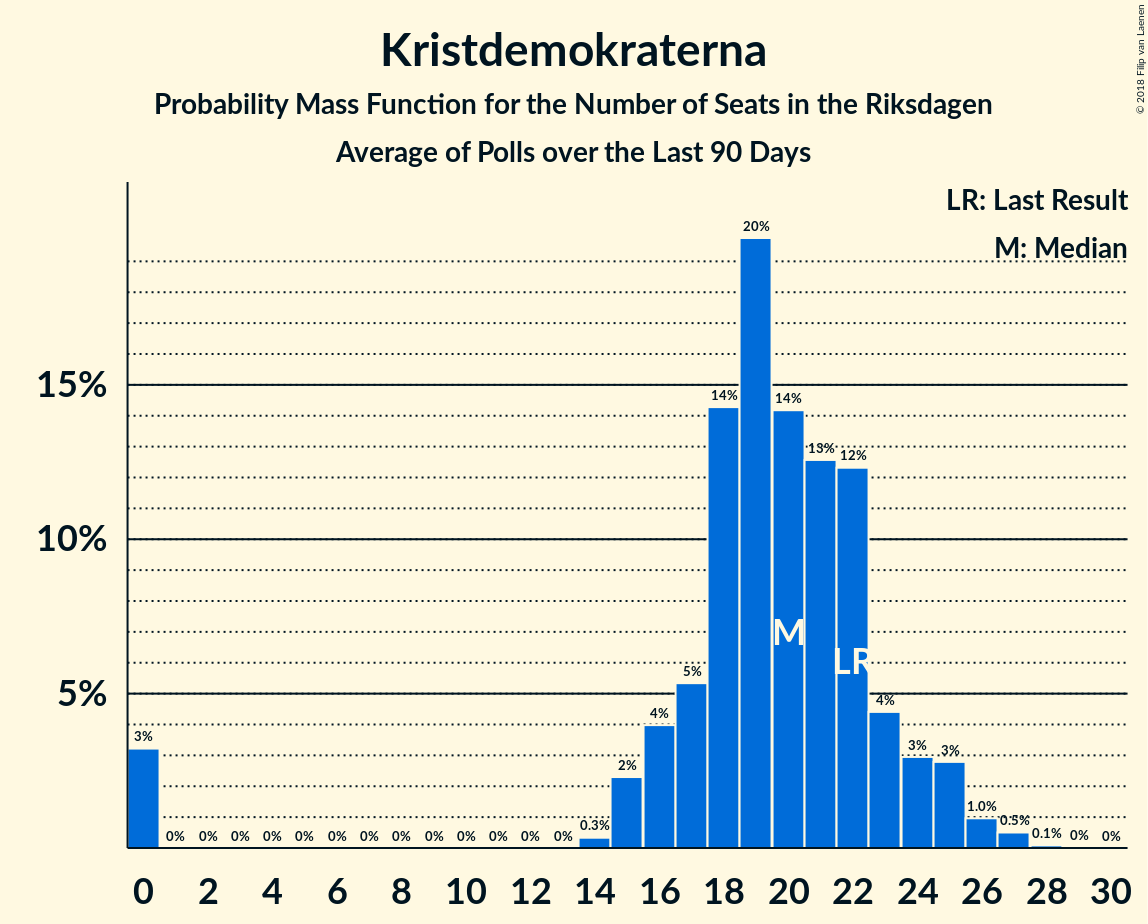 Kristdemokraterna
Probability Mass Function for the Number of Seats in the Riksdagen
Average of Polls over the Last 90 Days
© 2018 Filip van Laenen
LR: Last Result
M: Median
15%
10%
5%
3% 0% 0% 0% 0% 0% 0% 0% 0% 0% 0% 0% 0% 0% 0.3% 2% 4% 5% 14% 20% 14% 13% 12% 4% 3% 3% 1.0% 0.5% 0.1% 0% 0%
M
LR
0 2 4 6 8 10 12 14 16 18 20 22 24 26 28 30